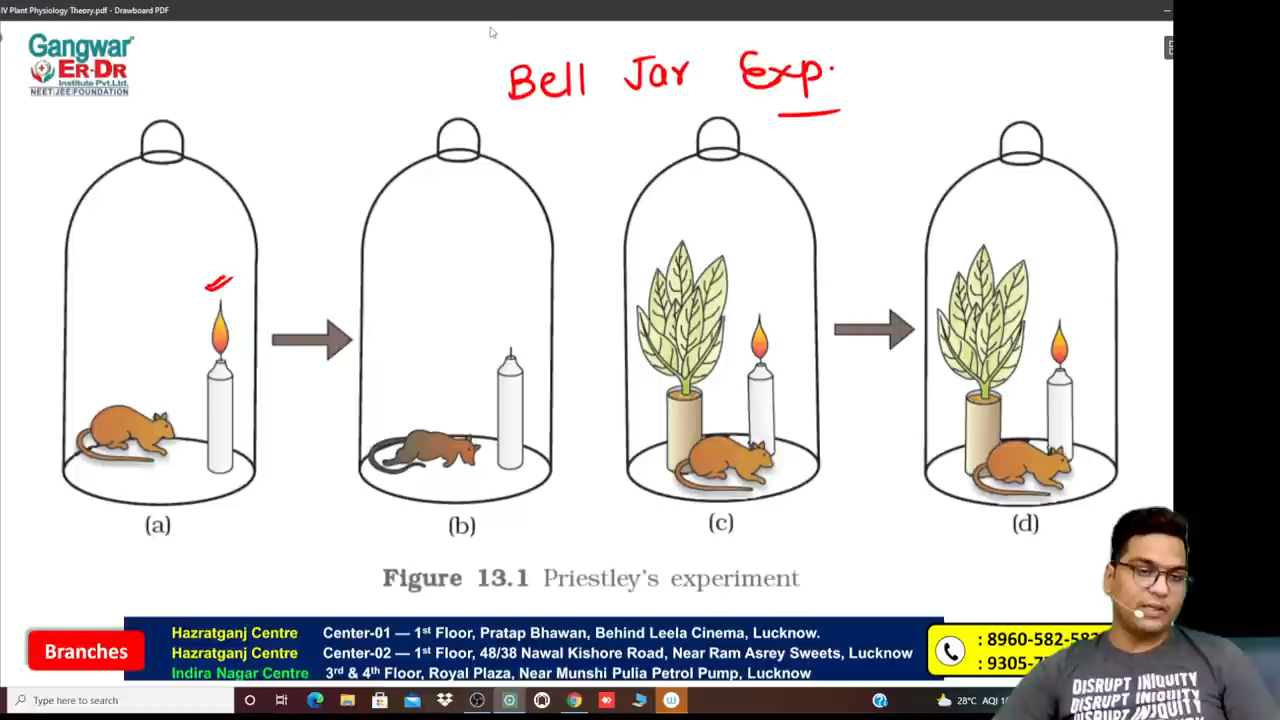 IV Plant Physiology Theory.pdf - Drawboard PDF
Gangwar
ER-DR
Institute Pvt.Ltd.
NEET|JEE|FOUNDATION
Bell Jar Exp.
(a)
(b)
(c)
(d)
Figure 13.1 Priestley's experiment
Branches
Hazratganj Centre Center-01 — 1st Floor, Pratap Bhawan, Behind Leela Cinema, Lucknow.
Hazratganj Centre Center-02 — 1st Floor, 48/38 Nawal Kishore Road, Near Ram Asrey Sweets, Lucknow
Indira Nagar Centre 3rd & 4th Floor, Royal Plaza, Near Munshi Pulia Petrol Pump, Lucknow
: 8960-582-58
: 9305-7
DISRUPT INIQUITY
DISRUPT INIQUITY
DISRUPT INIQUITY
Type here to search
28°C AQI